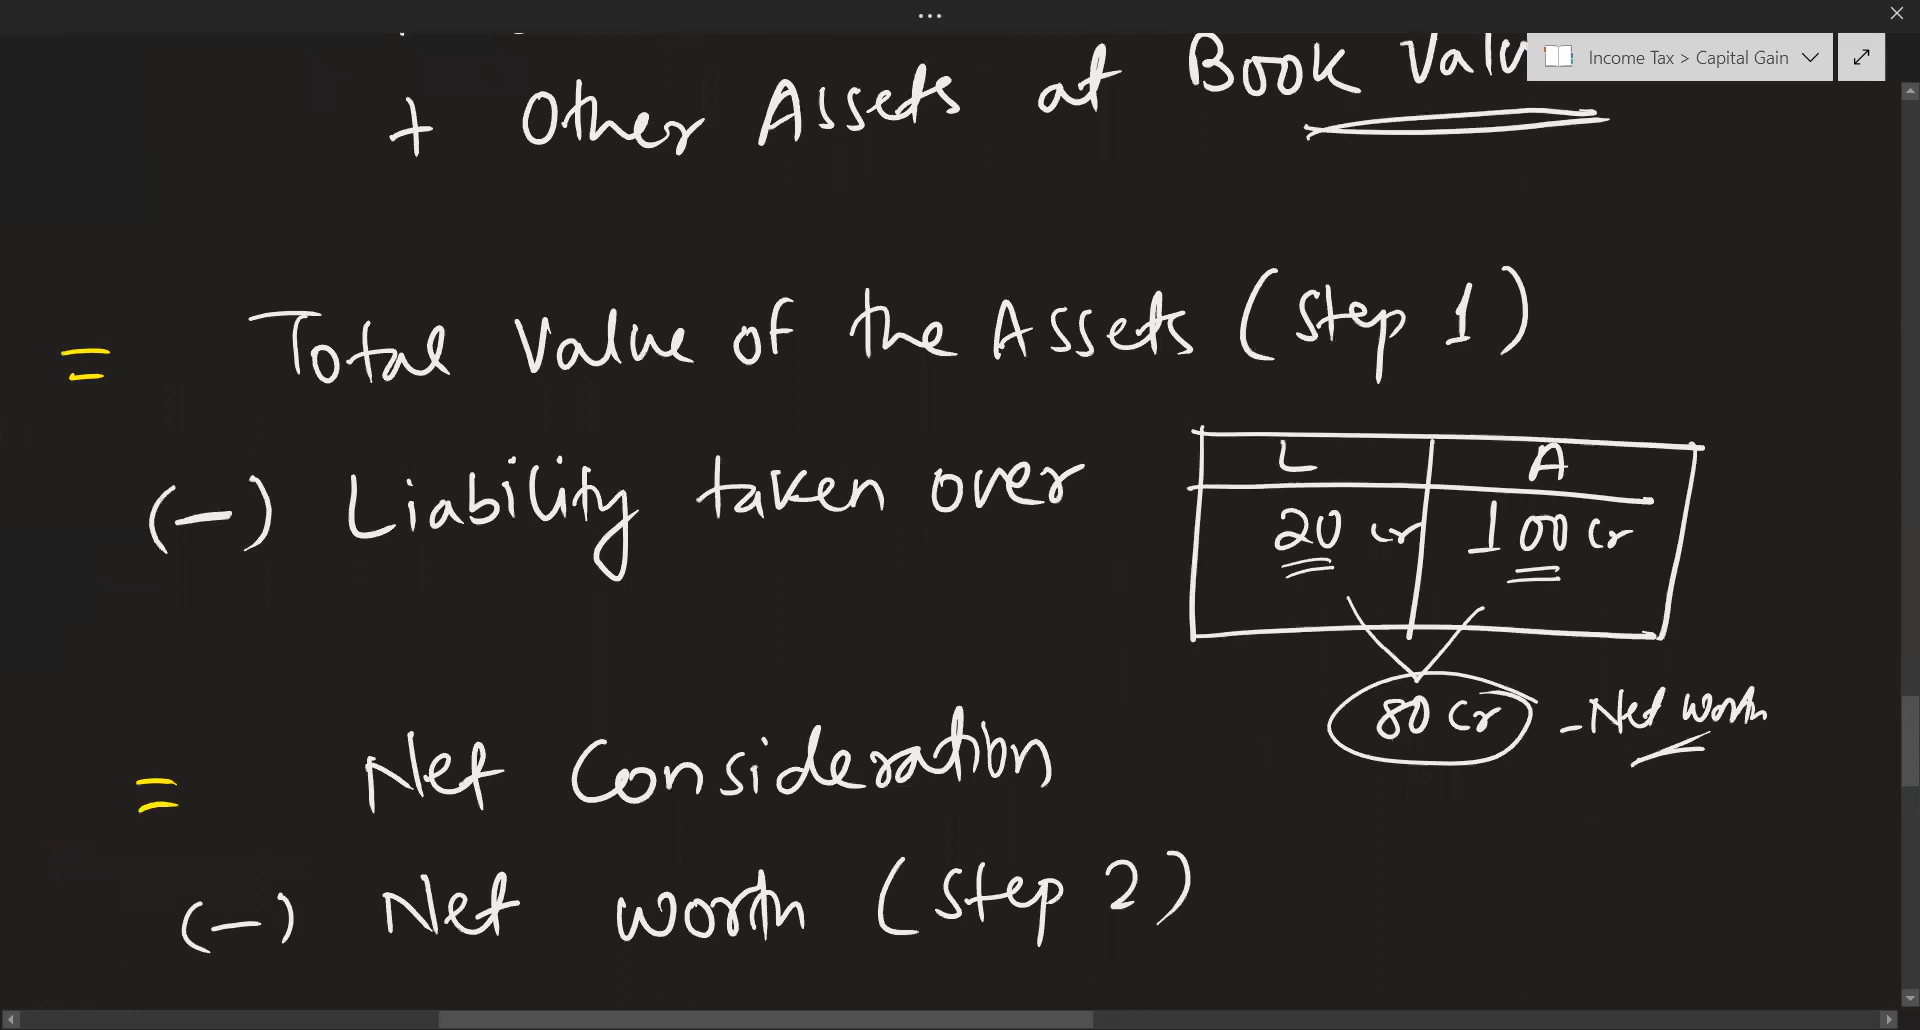 ...
Income Tax > Capital Gain
+ Other Assets at Book Valu
= Total Value of the Assets (Step 1)
(-) Liability taken over
L A
20 cr 100 Cr
80 Cr - Net worth
= Net Consideration
(-) Net worth (Step 2)